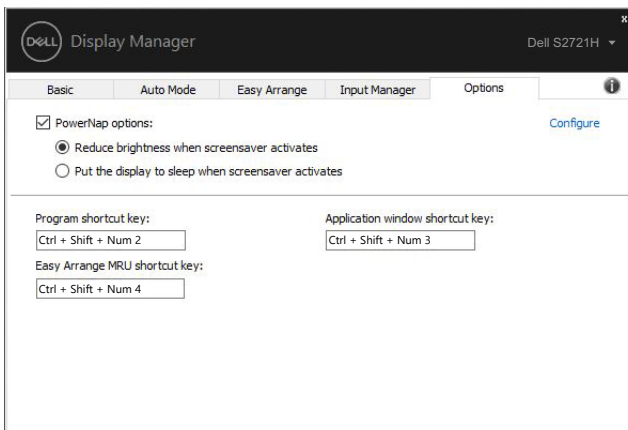 x
DELL Display Manager
Dell S2721H
Basic Auto Mode Easy Arrange Input Manager Options i
PowerNap options: Configure
Reduce brightness when screensaver activates
Put the display to sleep when screensaver activates
Program shortcut key: Application window shortcut key:
Ctrl + Shift + Num 2 Ctrl + Shift + Num 3
Easy Arrange MRU shortcut key:
Ctrl + Shift + Num 4